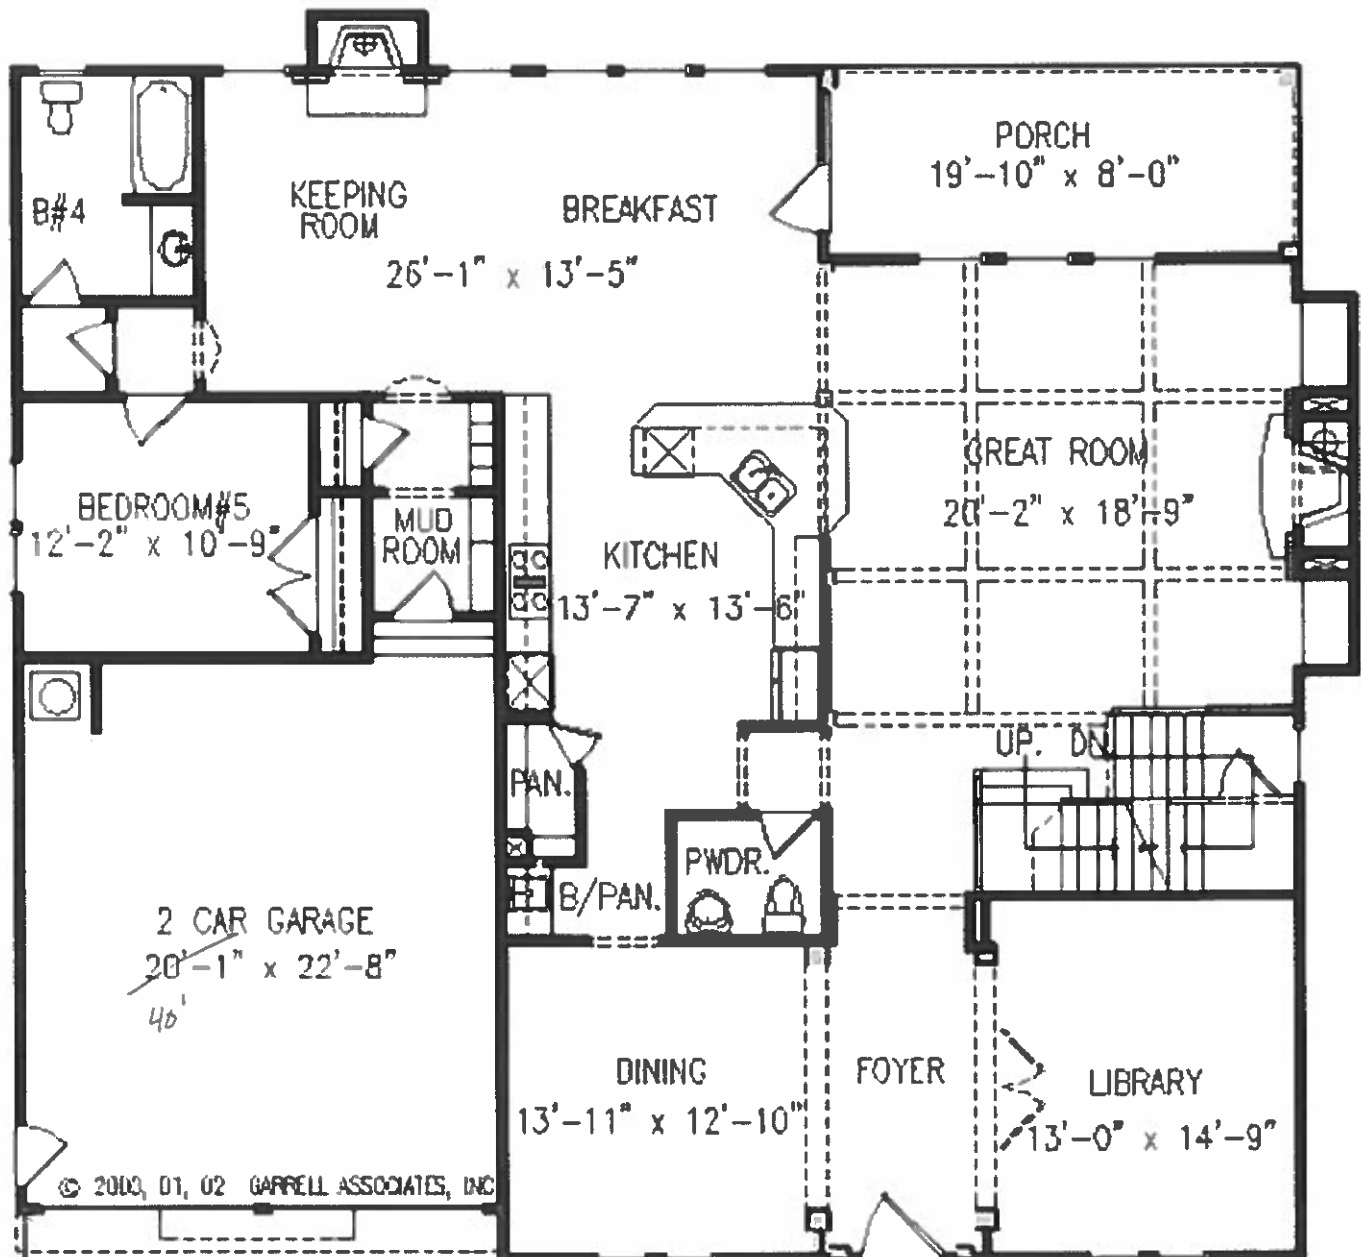 PORCH
19'-10" x 8'-0"
KEEPING
ROOM
BREAKFAST
26'-1" x 13'-5"
B#4
GREAT ROOM
20'-2" x 18'-9"
BEDROOM#5
12'-2" x 10'-9"
MUD
ROOM
KITCHEN
13'-7" x 13'-6"
UP. DN
PAN.
PWDR.
B/PAN.
2 CAR GARAGE
20'-1" x 22'-8"
40'
DINING
13'-11" x 12'-10"
FOYER
LIBRARY
13'-0" x 14'-9"
© 2000, 01, 02 GARRELL ASSOCIATES, INC